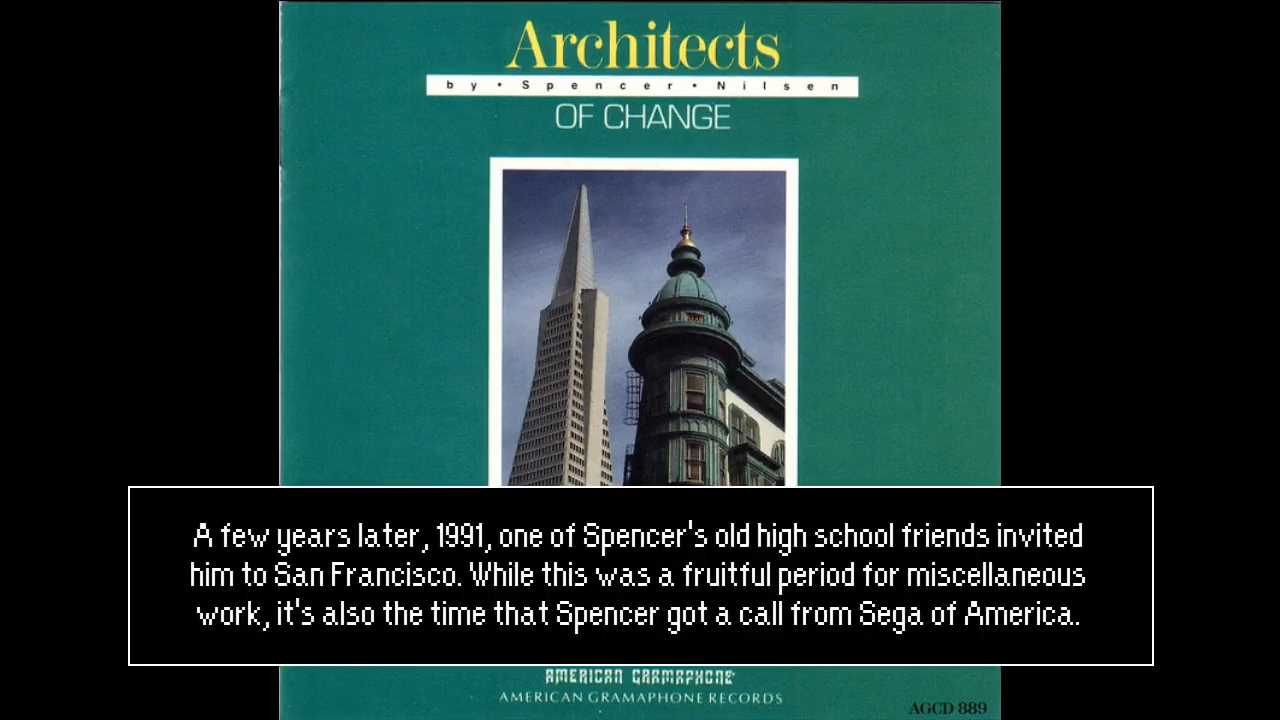 Architects
by • Spencer • Nilsen
OF CHANGE
A few years later, 1991, one of Spencer's old high school friends invited
him to San Francisco. While this was a fruitful period for miscellaneous
work, it's also the time that Spencer got a call from Sega of America.
AMERICAN GRAMAPHONE
AMERICAN GRAMAPHONE RECORDS
AGCD 889